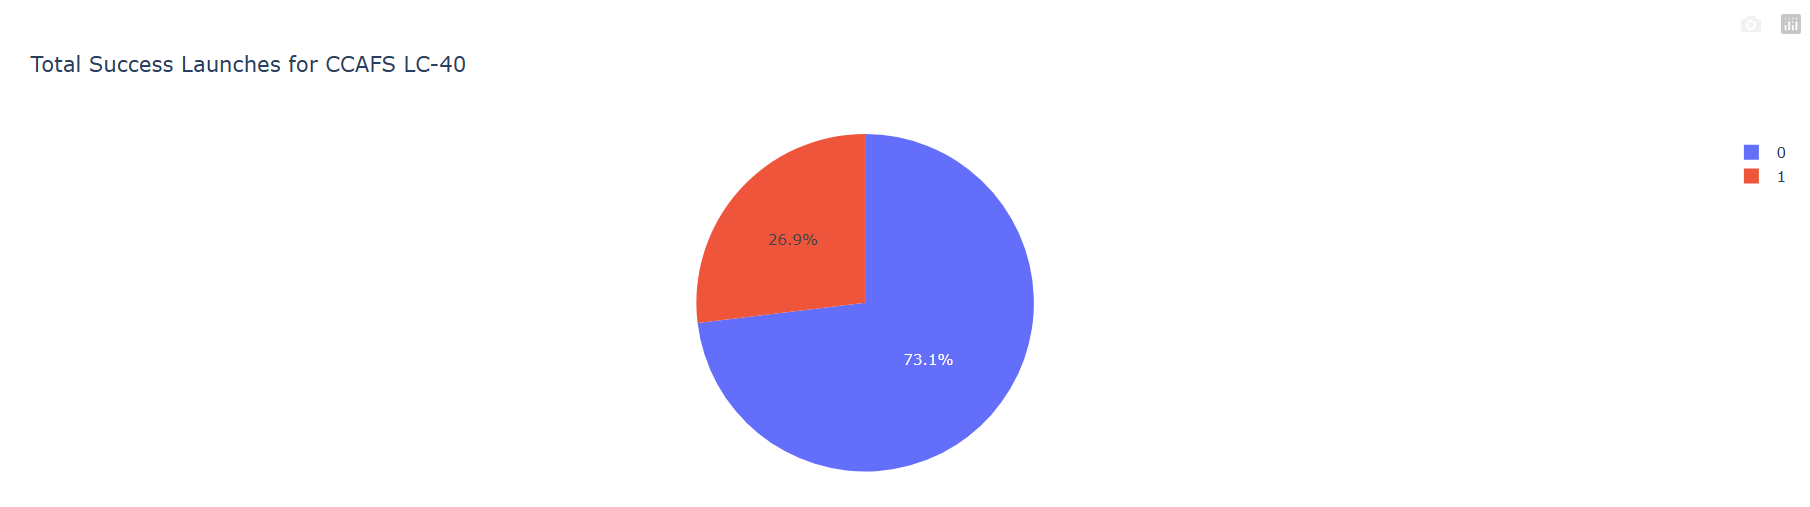 Total Success Launches for CCAFS LC-40
0
1
26.9%
73.1%